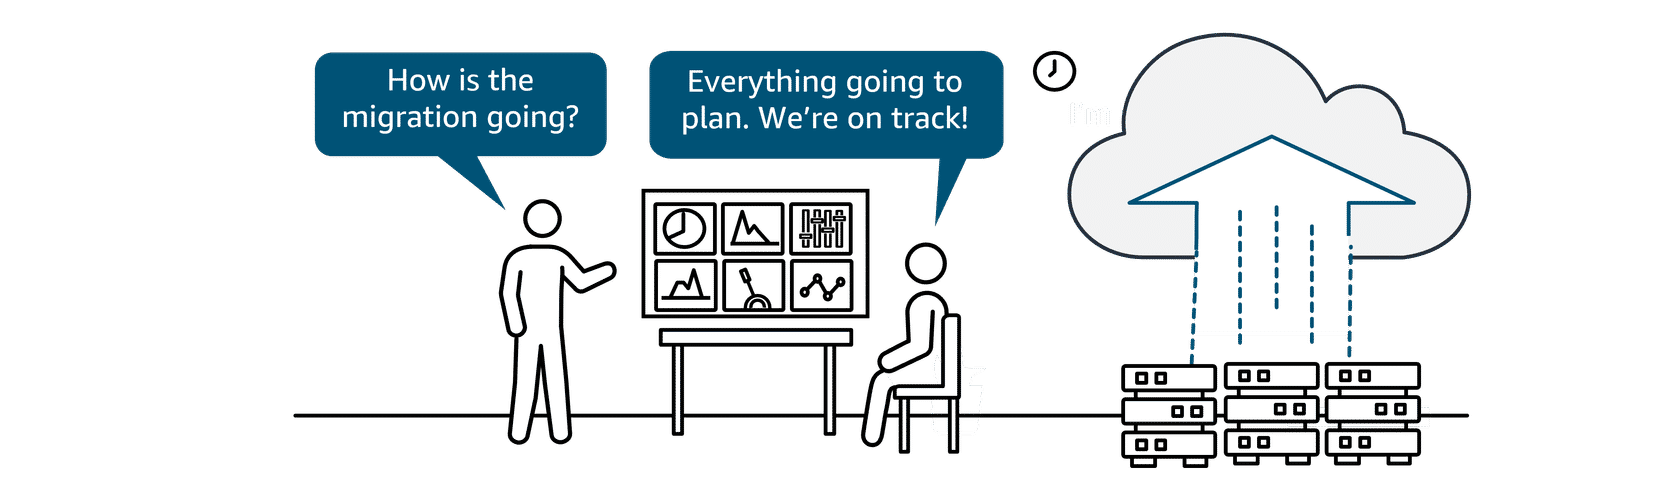 How is the
migration going?
Everything going to
plan. We're on track!